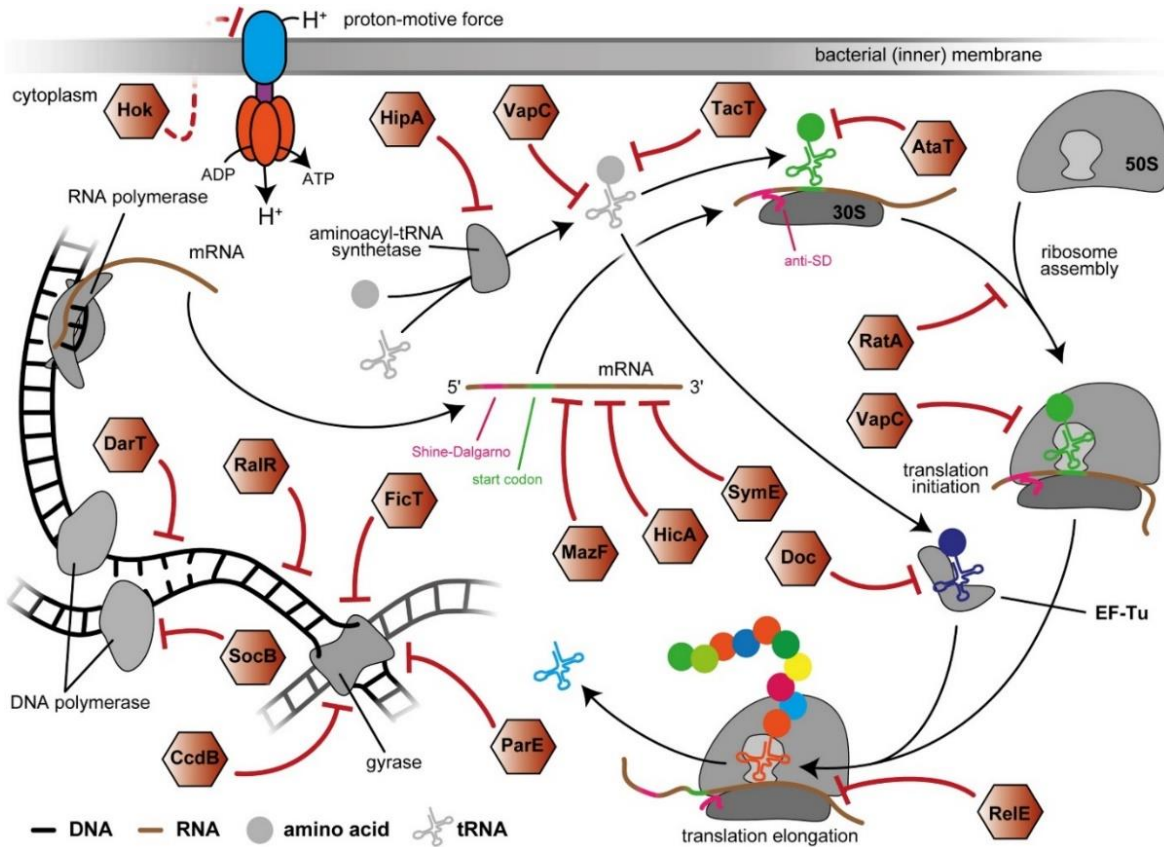 H+
proton-motive force
bacterial (inner) membrane
cytoplasm
Hok
ADP
ATP
H+
HipA
VapC
TacT
AtaT
50S
RNA polymerase
mRNA
aminoacyl-tRNA
synthetase
30S
anti-SD
ribosome
assembly
RatA
5'
mRNA
3'
Shine-Dalgarno
start codon
VapC
translation
initiation
DarT
RalR
FicT
MazF
HicA
SymE
Doc
EF-Tu
SocB
DNA polymerase
CcdB
gyrase
ParE
RelE
translation elongation
DNA
RNA
amino acid
tRNA